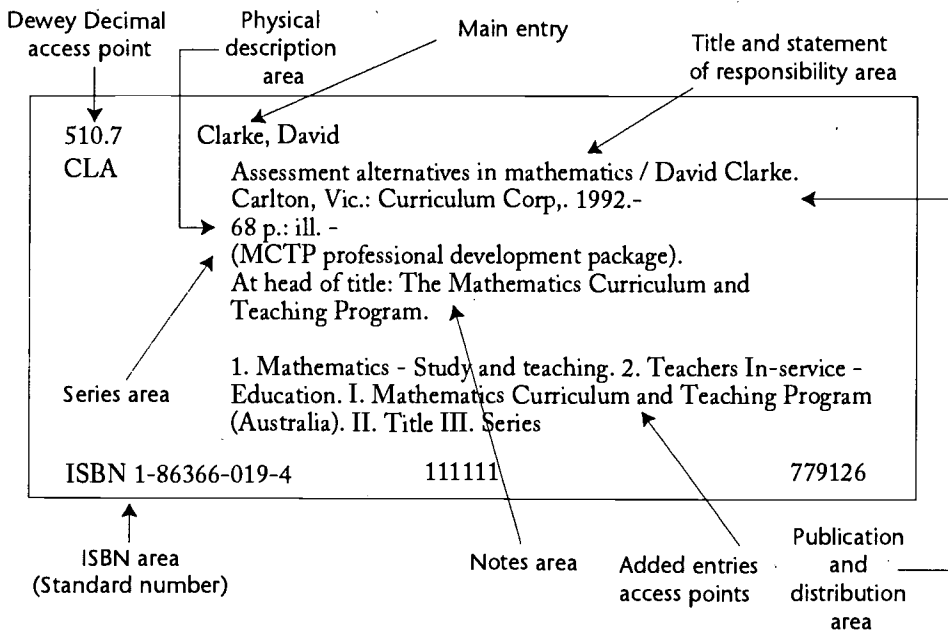 Dewey Decimal
access point
Physical
description
area
Main entry
Title and statement
of responsibility area
510.7
CLA
Clarke, David
Assessment alternatives in mathematics / David Clarke.
Carlton, Vic.: Curriculum Corp,. 1992.-
68 p.: ill. -
(MCTP professional development package).
At head of title: The Mathematics Curriculum and
Teaching Program.
1. Mathematics - Study and teaching. 2. Teachers In-service -
Education. I. Mathematics Curriculum and Teaching Program
(Australia). II. Title III. Series
Series area
ISBN 1-86366-019-4 111111 779126
ISBN area
(Standard number)
Notes area
Added entries
access points
Publication
and
distribution
area